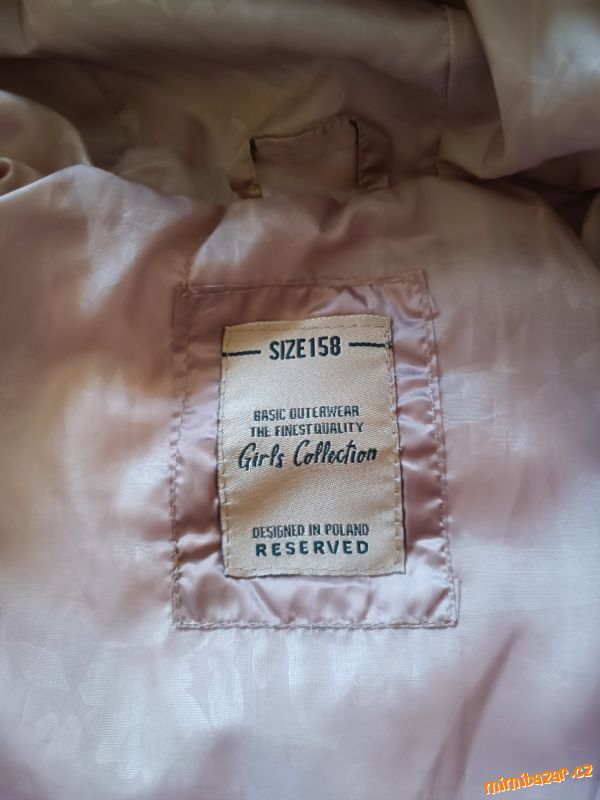 SIZE158
BASIC OUTERWEAR
THE FINEST QUALITY
Girls Collection
DESIGNED IN POLAND
RESERVED
mimibazar.cz